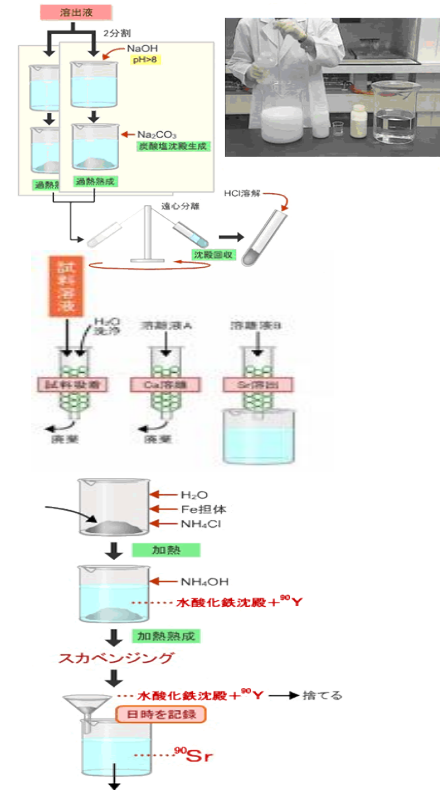 溶出液
2分割
NaOH
pH>8
Na₂CO₃
炭酸塩沈殿生成
過熱熟成
HCl溶解
遠心分離
沈殿回収
試料溶液
H₂O
洗浄
溶離液A
溶離液B
試料吸着
Ca溶離
Sr溶出
廃棄
廃棄
H₂O
Fe担体
NH₄Cl
加熱
NH₄OH
水酸化鉄沈殿+⁹⁰Y
加熱熟成
スカベンジング
水酸化鉄沈殿+⁹⁰Y
捨てる
日時を記録
⁹⁰Sr